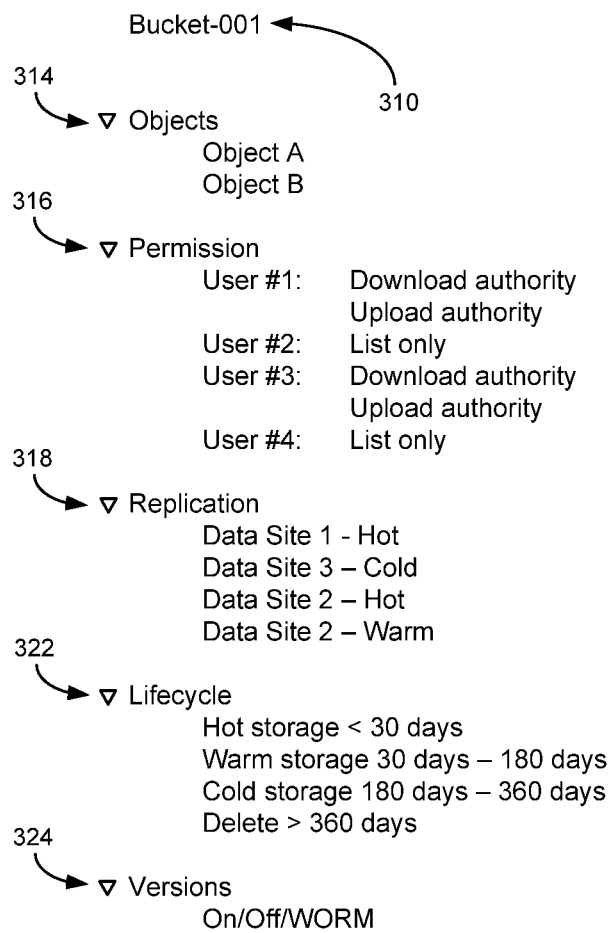 Bucket-001
310
314
▽ Objects
Object A
Object B
316
▽ Permission
User #1: Download authority
Upload authority
User #2: List only
User #3: Download authority
Upload authority
User #4: List only
318
▽ Replication
Data Site 1 - Hot
Data Site 3 – Cold
Data Site 2 – Hot
Data Site 2 – Warm
322
▽ Lifecycle
Hot storage < 30 days
Warm storage 30 days – 180 days
Cold storage 180 days – 360 days
Delete > 360 days
324
▽ Versions
On/Off/WORM